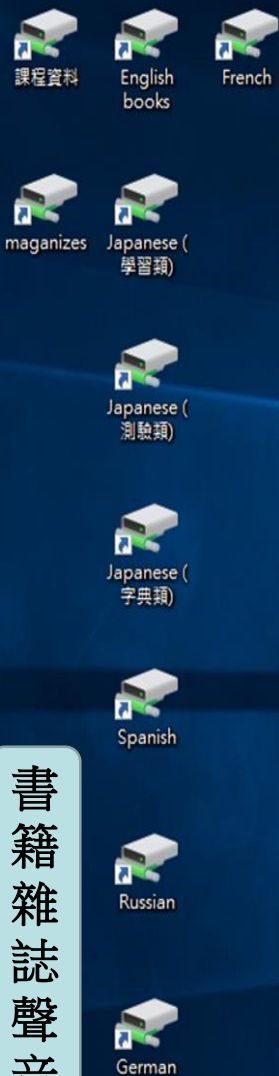 課程資料
English
books
French
maganizes
Japanese (
學習類)
Japanese (
測驗類)
Japanese (
字典類)
Spanish
Russian
German
書籍雜誌聲音